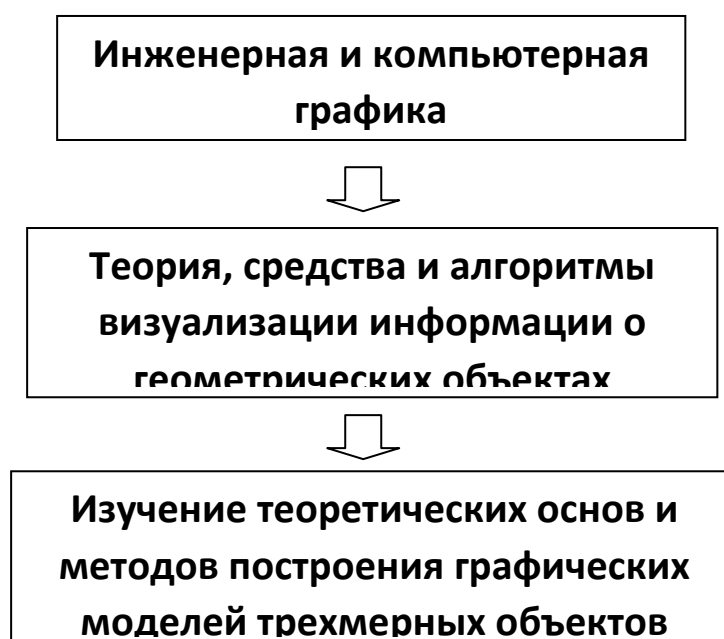 Инженерная и компьютерная
графика
Теория, средства и алгоритмы
визуализации информации о
геометрических объектах
Изучение теоретических основ и
методов построения графических
моделей трехмерных объектов